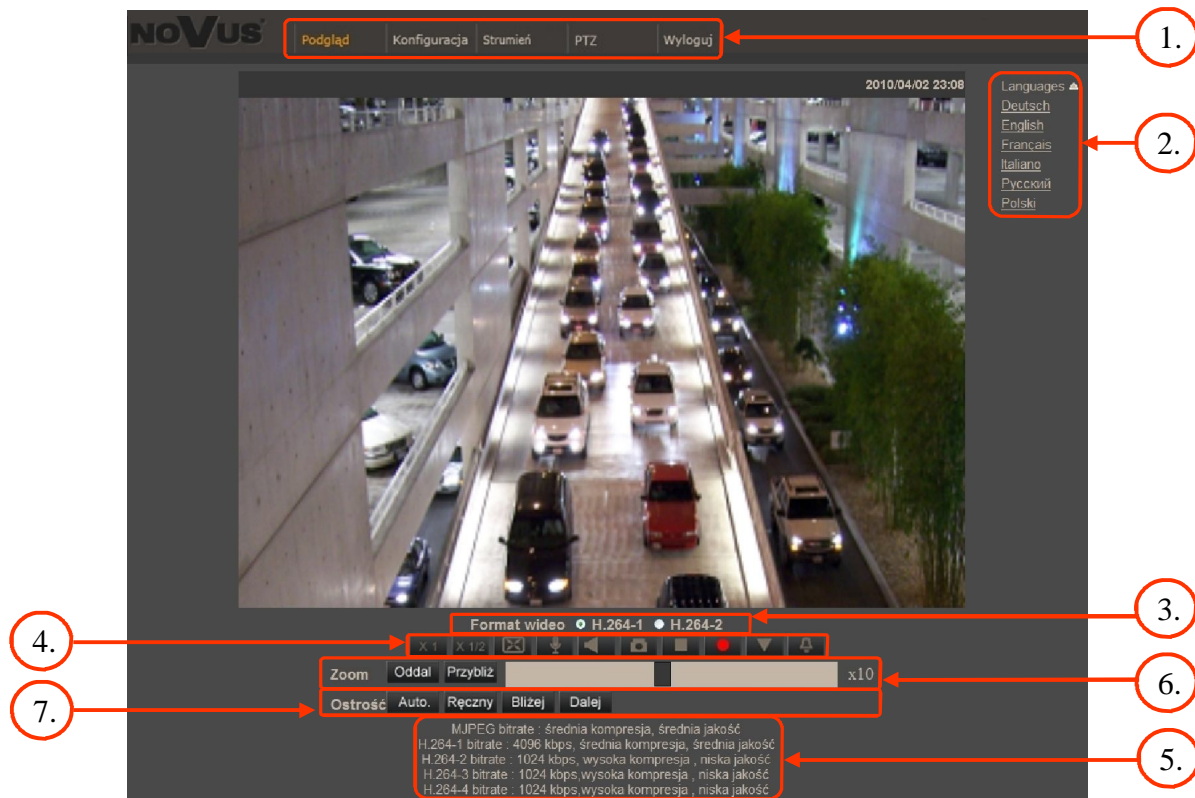 NOVUS
Podgląd Konfiguracja Strumień PTZ Wyloguj
1.
2010/04/02 23:08
Languages
Deutsch
English
Français
Italiano
Русский
Polski
2.
Format wideo H.264-1 H.264-2
3.
4.
X 1 X 1/2
Zoom Oddal Przybliż x10
6.
7.
Ostrość Auto. Ręczny Bliżej Dalej
MJPEG bitrate : średnia kompresja, średnia jakość
H.264-1 bitrate : 4096 kbps, średnia kompresja, średnia jakość
H.264-2 bitrate : 1024 kbps, wysoka kompresja , niska jakość
H.264-3 bitrate : 1024 kbps,wysoka kompresja , niska jakość
H.264-4 bitrate : 1024 kbps,wysoka kompresja , niska jakość
5.